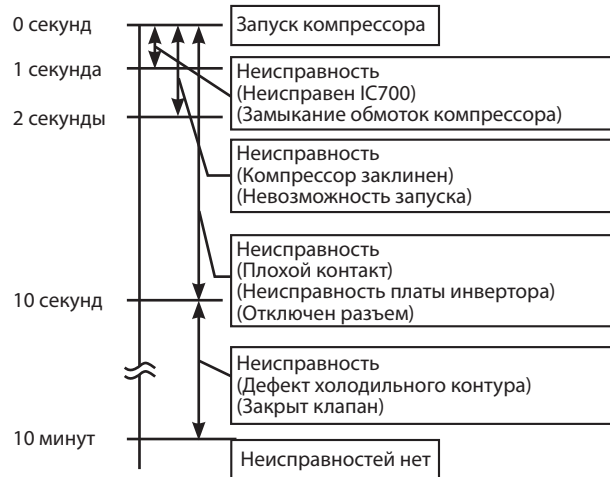 0 секунд
Запуск компрессора
1 секунда
Неисправность
(Неисправен IC700)
(Замыкание обмоток компрессора)
2 секунды
Неисправность
(Компрессор заклинен)
(Невозможность запуска)
Неисправность
(Плохой контакт)
(Неисправность платы инвертора)
(Отключен разъем)
10 секунд
Неисправность
(Дефект холодильного контура)
(Закрыт клапан)
10 минут
Неисправностей нет